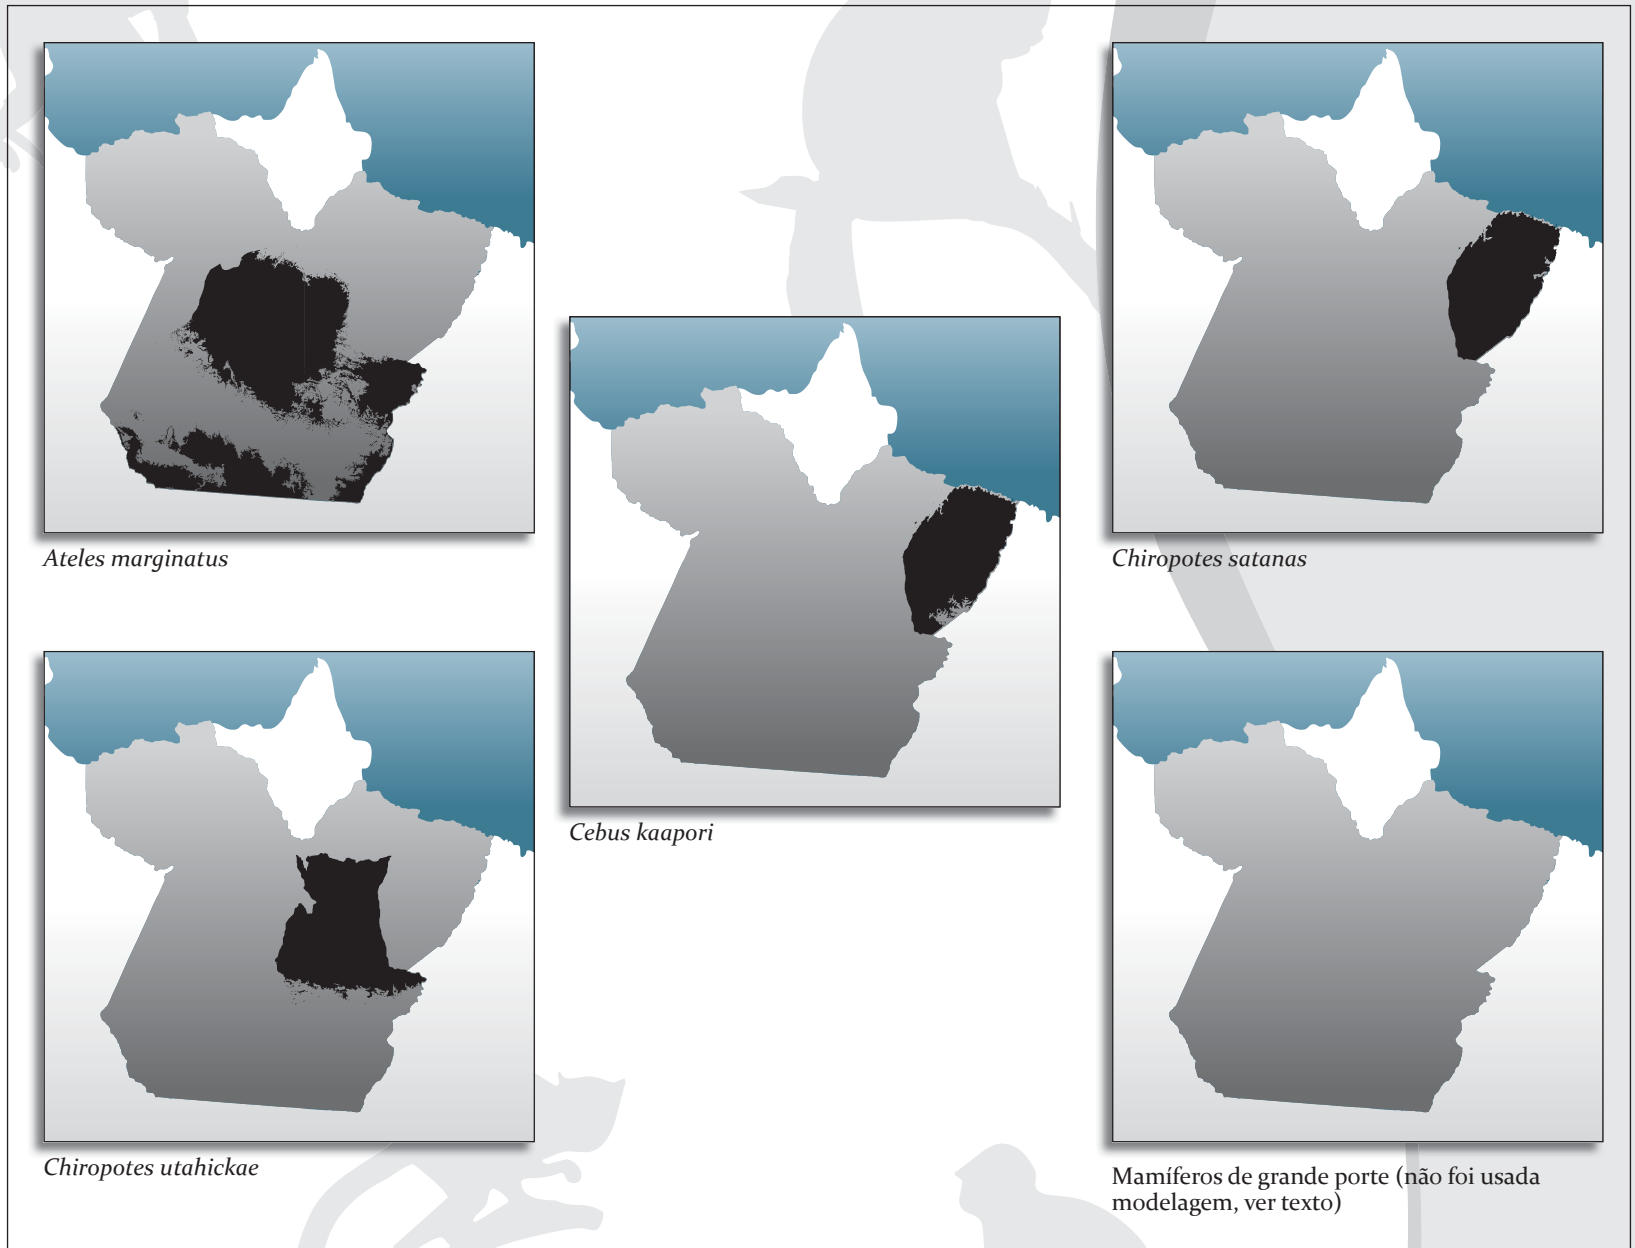 Ateles marginatus
Chiropotes satanas
Cebus kaapori
Chiropotes utahickae
Mamíferos de grande porte (não foi usada
modelagem, ver texto)